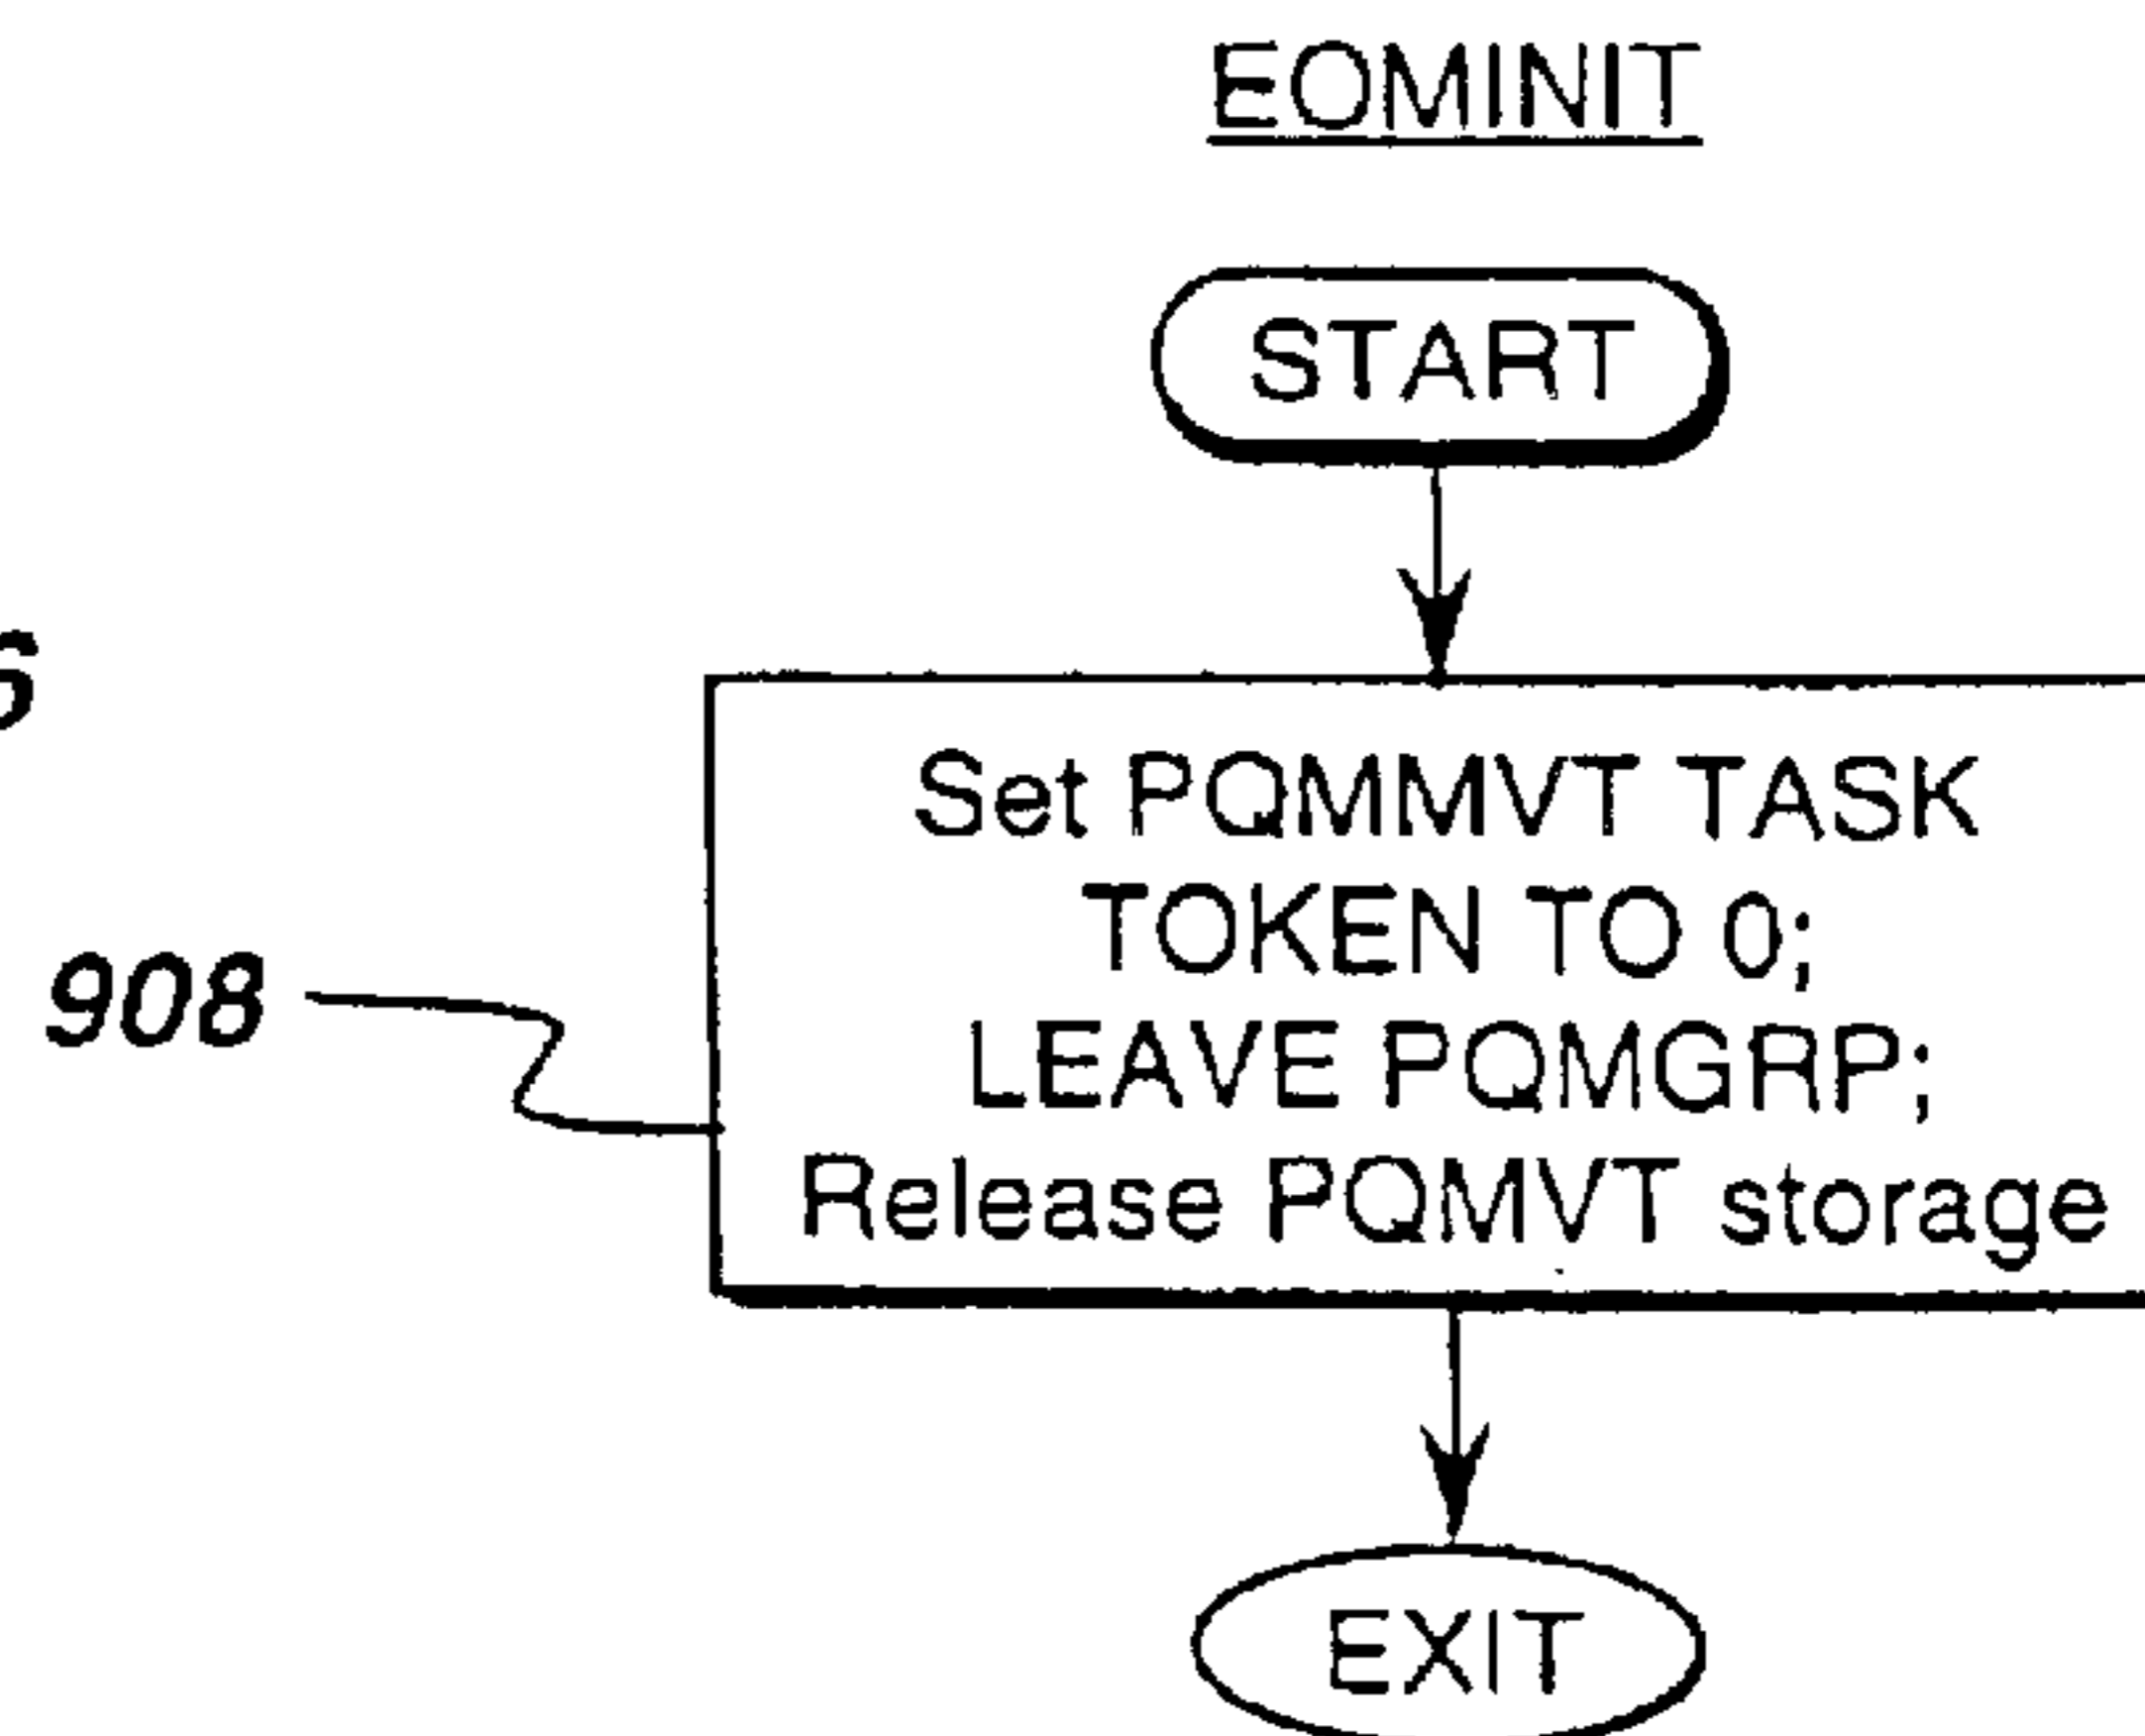 EOMINIT
START
Set PQMMVT TASK
TOKEN TO 0;
LEAVE PQMGRP;
Release PQMVT storage
908
EXIT